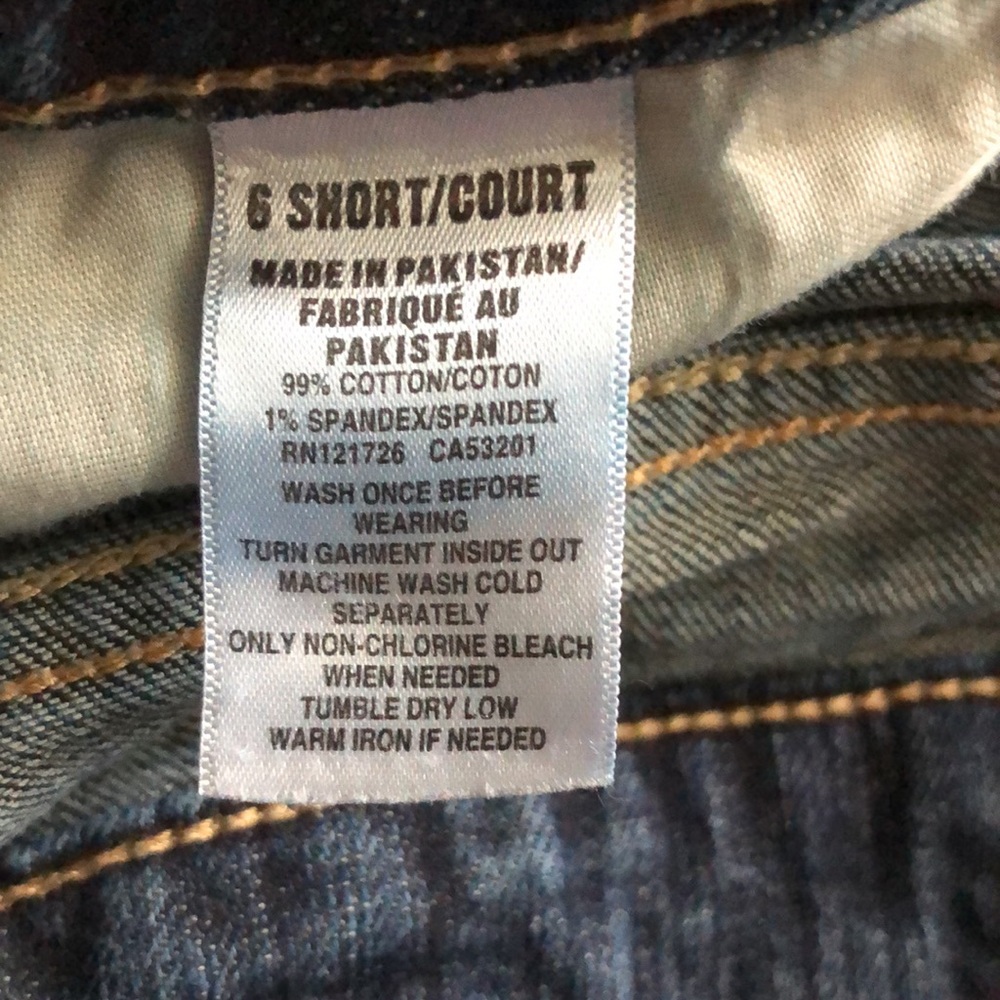 6 SHORT/COURT
MADE IN PAKISTAN/
FABRIQUÉ AU
PAKISTAN
99% COTTON/COTON
1% SPANDEX/SPANDEX
RN121726 CA53201
WASH ONCE BEFORE
WEARING
TURN GARMENT INSIDE OUT
MACHINE WASH COLD
SEPARATELY
ONLY NON-CHLORINE BLEACH
WHEN NEEDED
TUMBLE DRY LOW
WARM IRON IF NEEDED